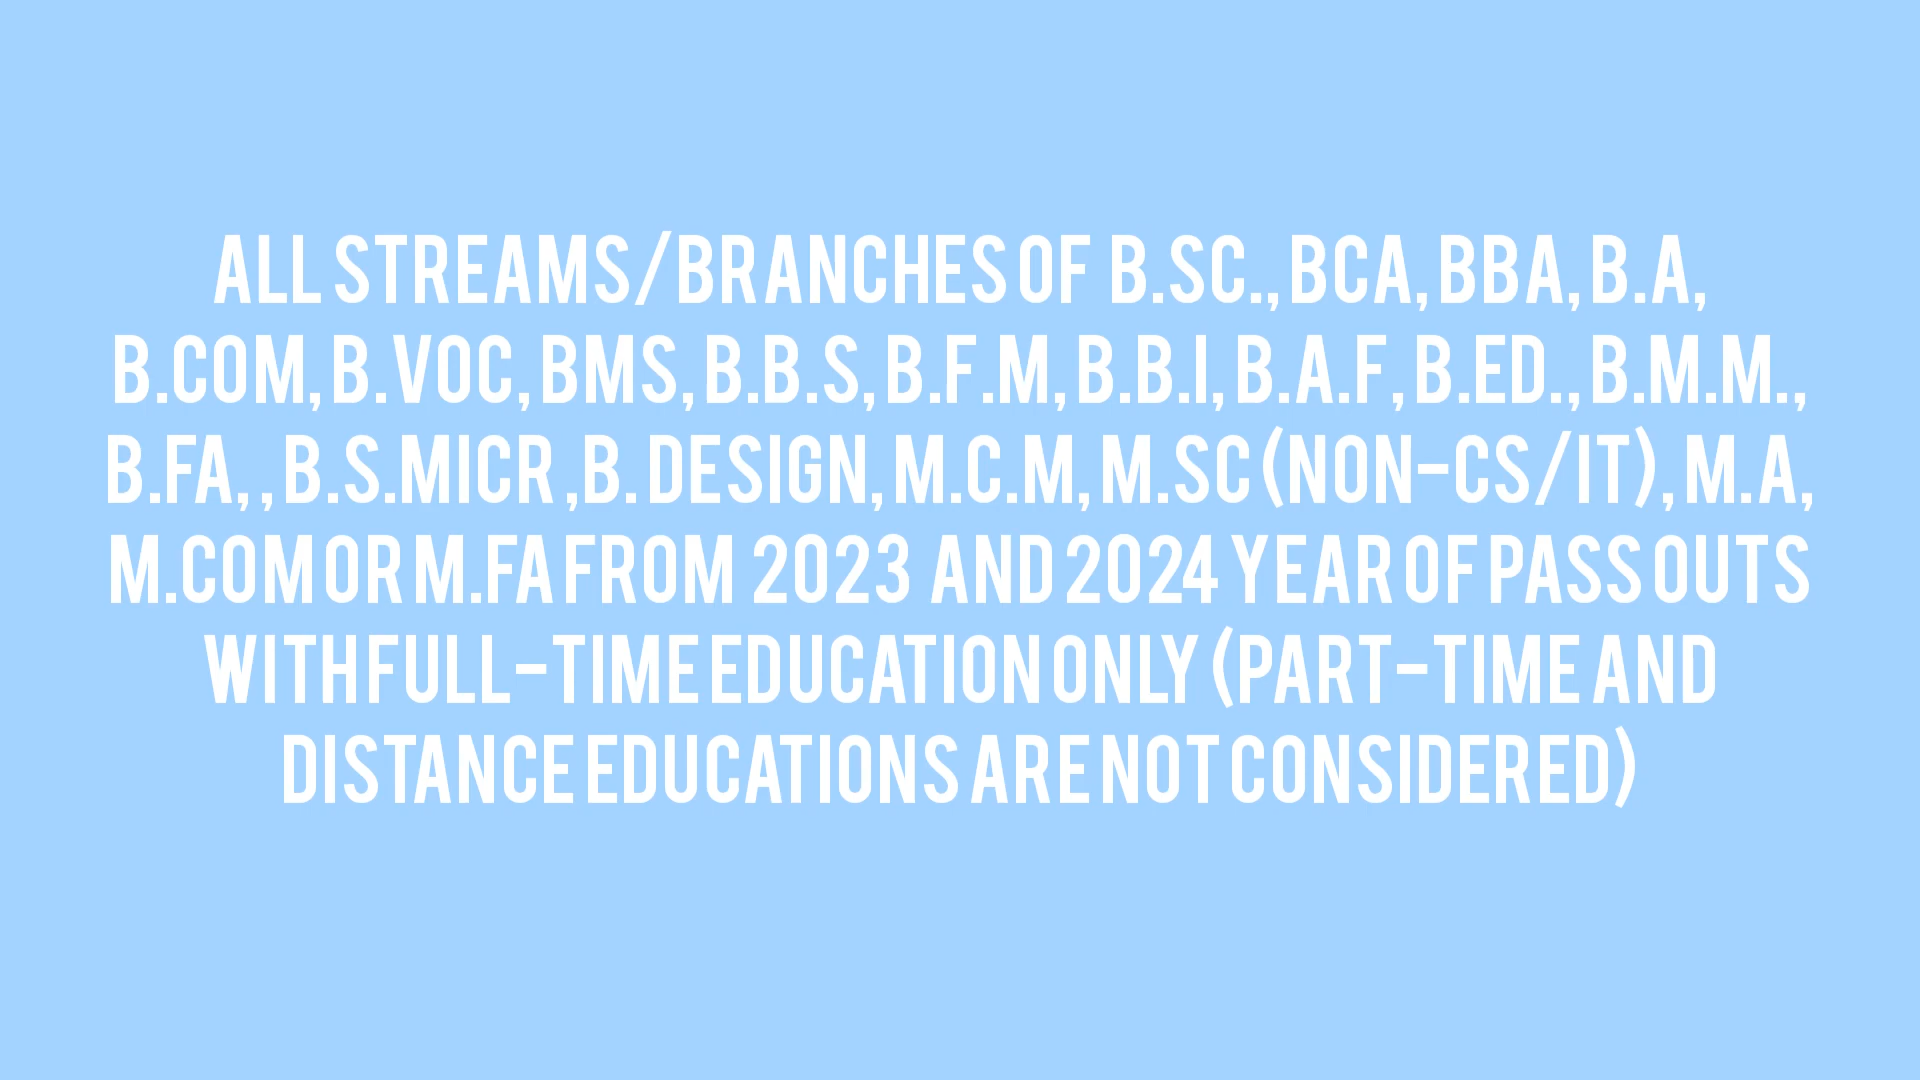 ALL STREAMS/BRANCHES OF B.SC., BCA, BBA, B.A,
B.COM, B.VOC, BMS, B.B.S, B.F.M, B.B.I, B.A.F, B.ED., B.M.M.,
B.FA, , B.S.MICR ,B. DESIGN, M.C.M, M.SC (NON-CS/IT), M.A,
M.COM OR M.FA FROM 2023 AND 2024 YEAR OF PASS OUTS
WITH FULL-TIME EDUCATION ONLY (PART-TIME AND
DISTANCE EDUCATIONS ARE NOT CONSIDERED)